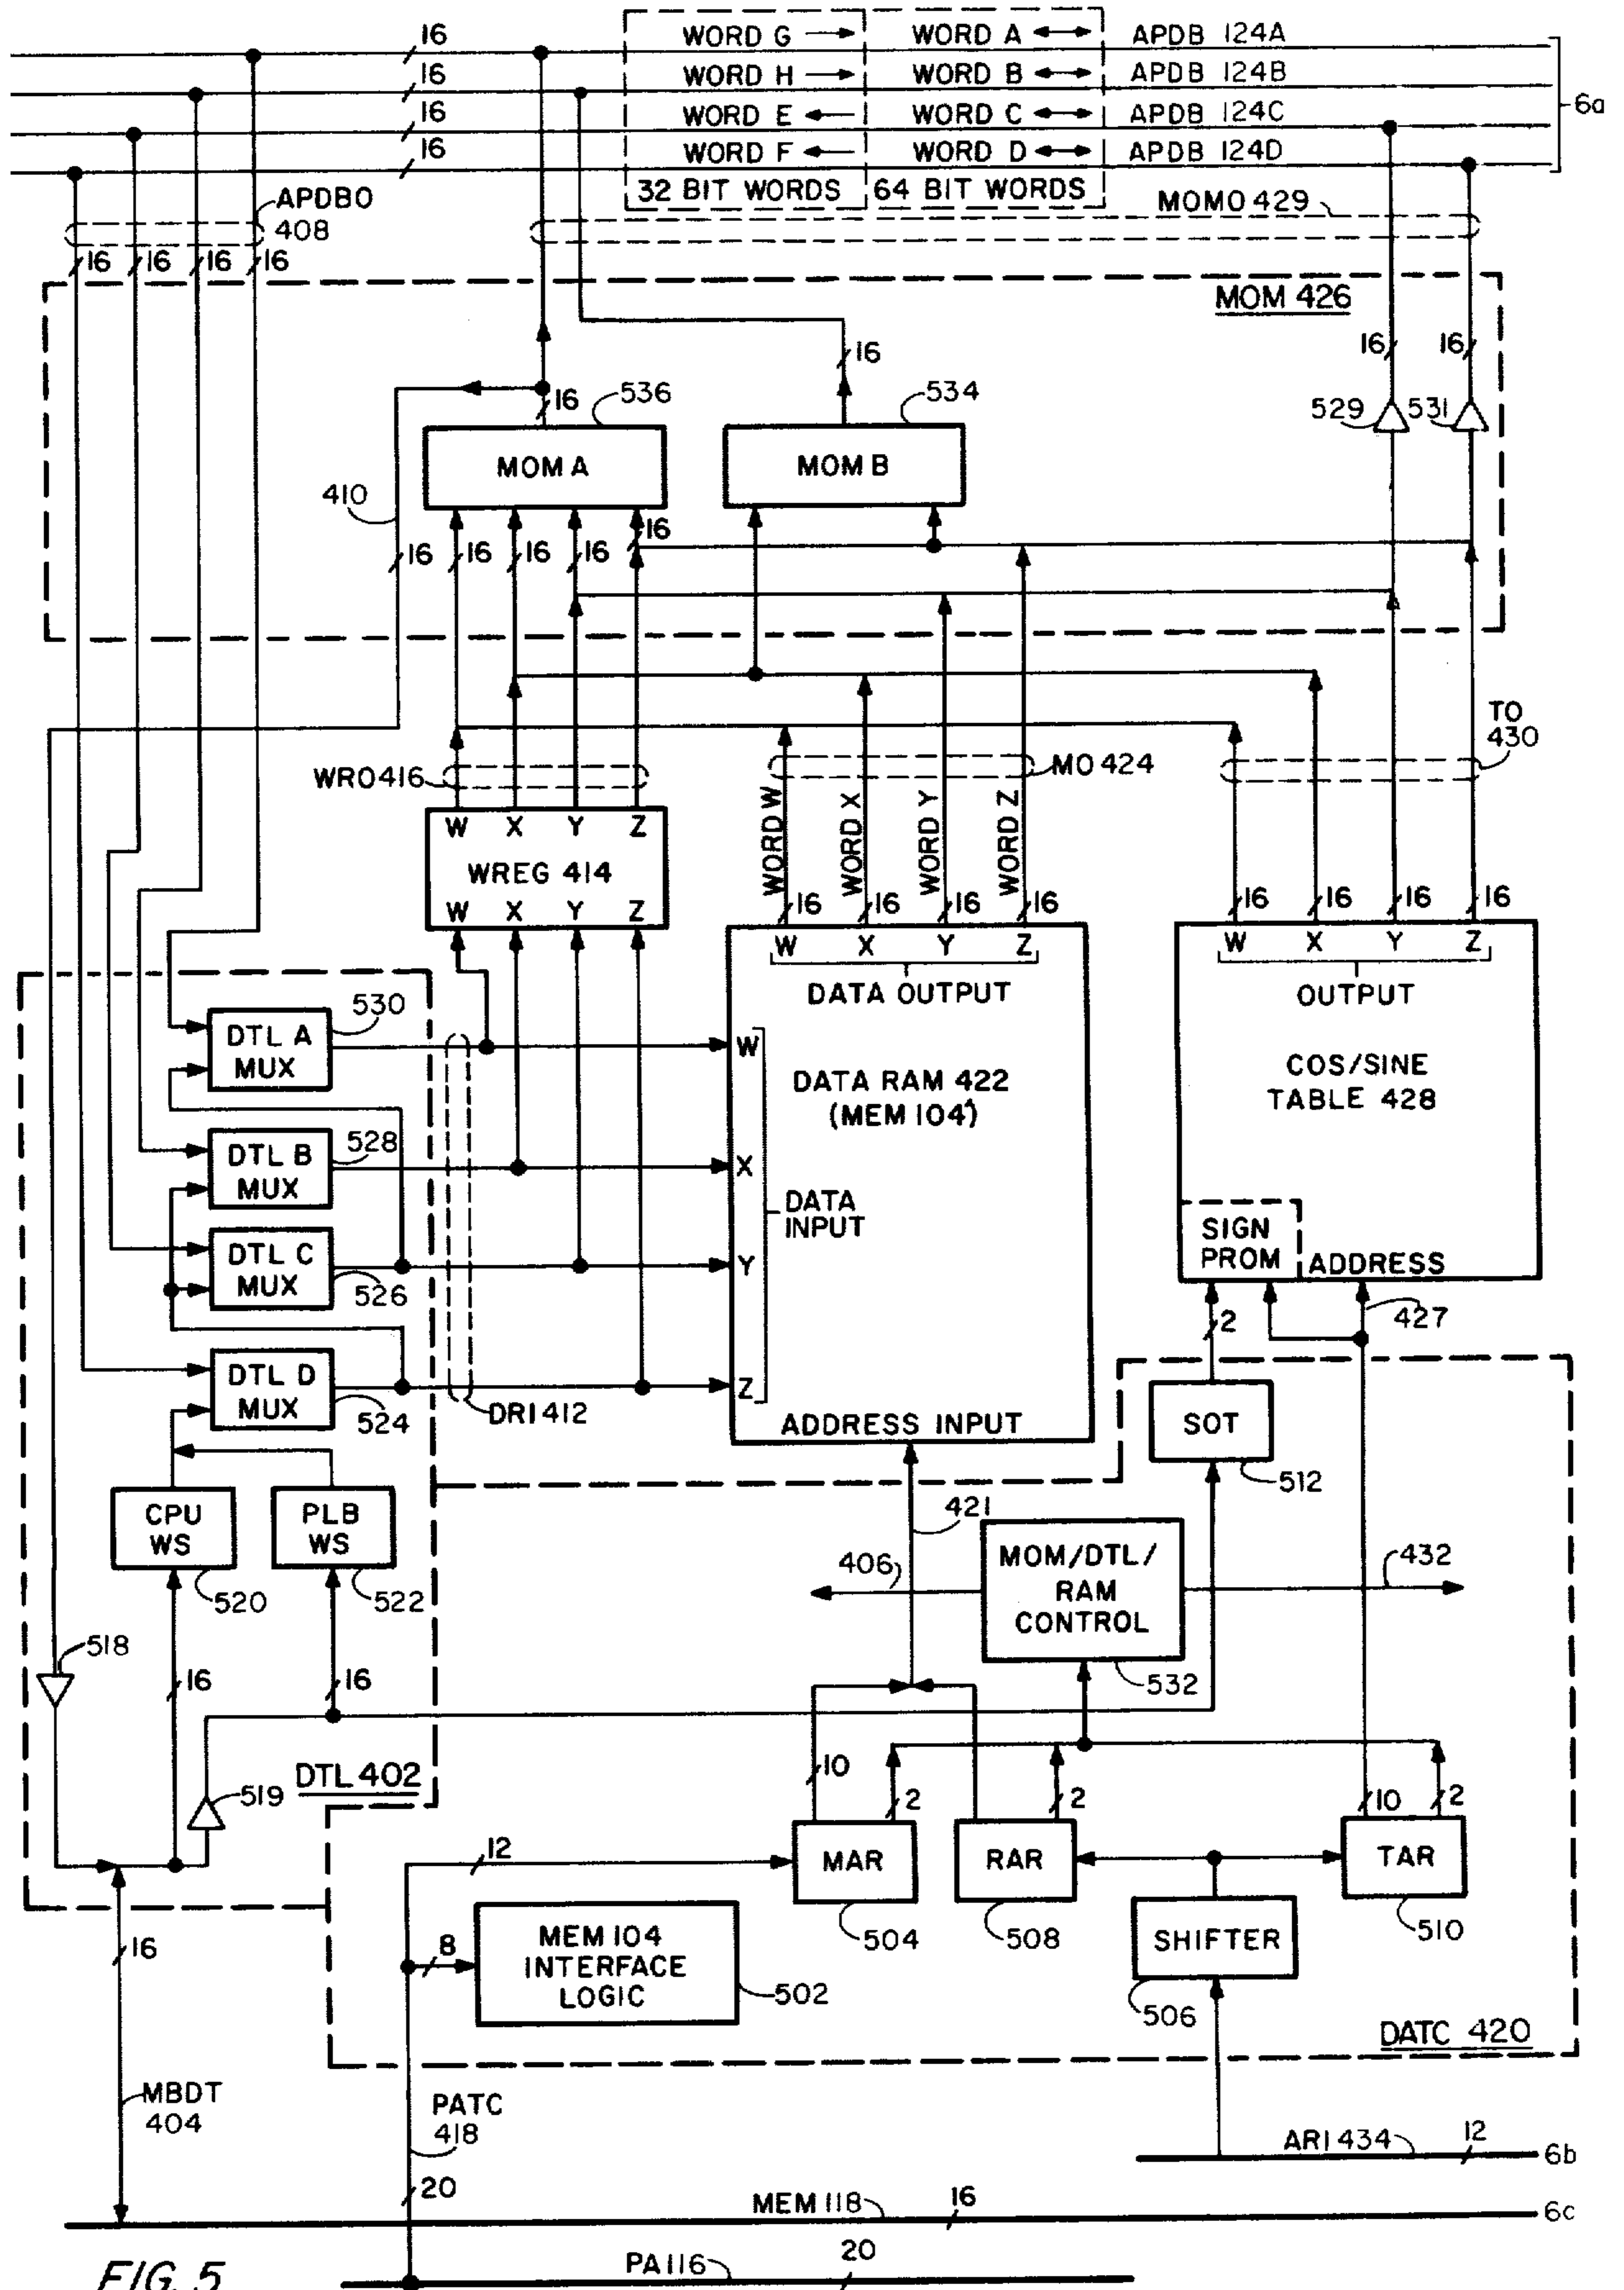 16
WORD G WORD A APDB 124A
16
WORD H WORD B APDB 124B
16
WORD E WORD C APDB 124C
6a
16
WORD F WORD D APDB 124D
32 BIT WORDS 64 BIT WORDS
APDBO
408
MOMO 429
16 16 16 16
MOM 426
16
16 16
16
536
534
529
531
MOM A
MOM B
410
16
16 16 16 16
TO
430
WRO 416
MO 424
WORD W
WORD X
WORD Y
WORD Z
W X Y Z
WREG 414
W X Y Z
16 16 16 16
16 16 16 16
W X Y Z
DATA OUTPUT
W X Y Z
OUTPUT
530
DTL A
MUX
W
DATA RAM 422
(MEM 104)
COS/SINE
TABLE 428
528
DTL B
MUX
X
DATA
INPUT
SIGN
PROM
ADDRESS
DTL C
MUX
526
Y
427
2
DTL D
MUX
524
Z
DRI 412
ADDRESS INPUT
SOT
512
CPU
WS
PLB
WS
421
406
MOM/DTL/
RAM
CONTROL
432
520
522
518
16
16
532
DTL 402
519
10
2
2
10
2
12
MAR
RAR
TAR
504
508
510
MEM 104
INTERFACE
LOGIC
8
502
SHIFTER
506
DATC 420
16
MBDT
404
PATC
418
ARI 434
12
6b
20
MEM 118
16
6c
FIG. 5
PA 116
20